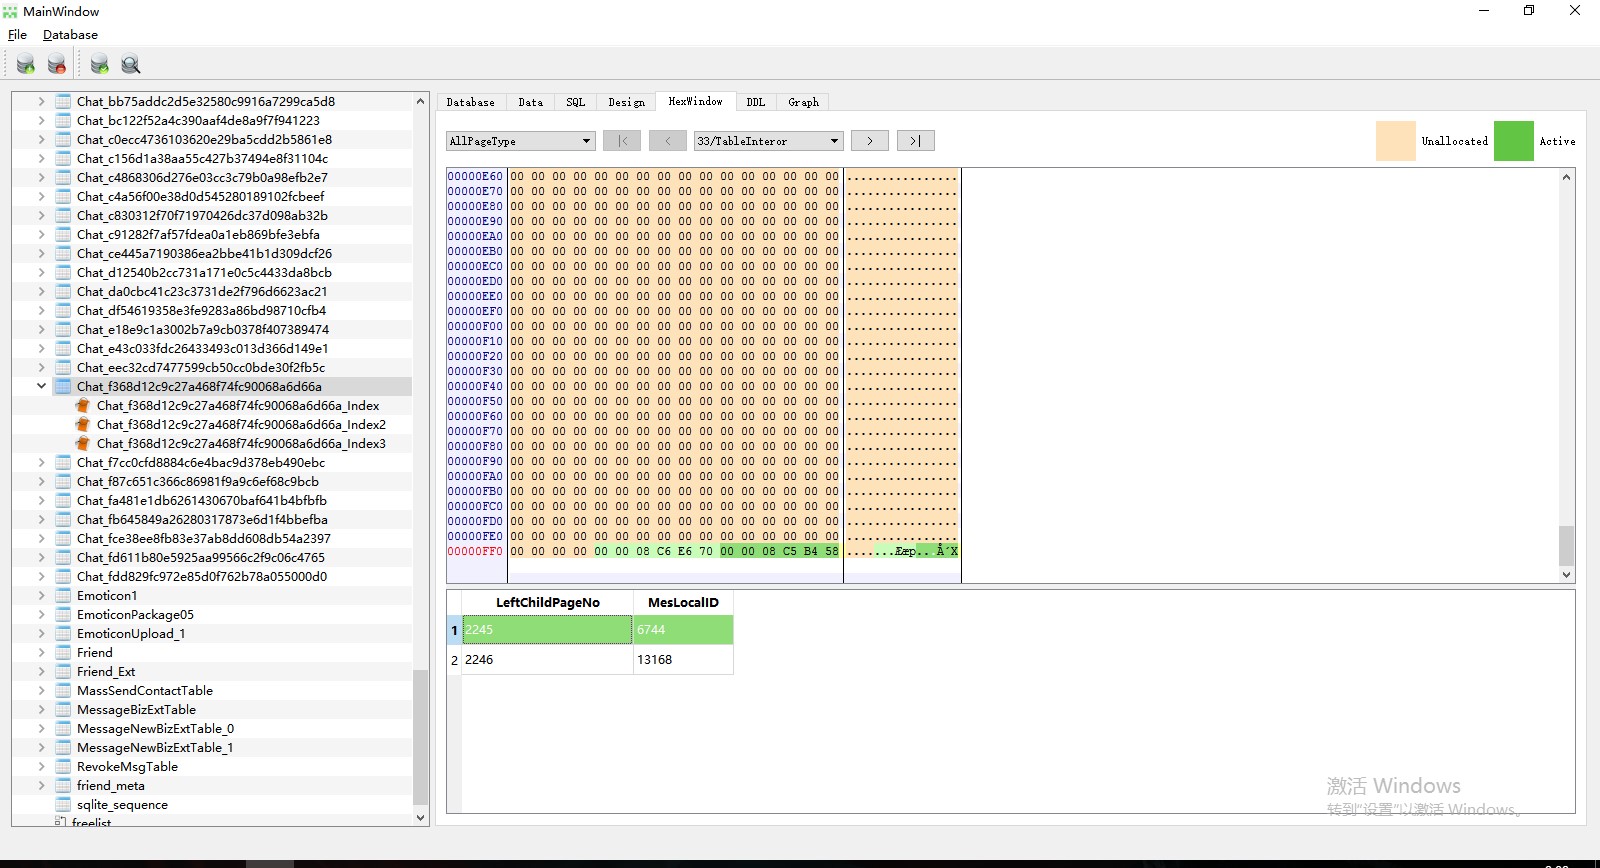 MainWindow
File Database
Chat_bb75addc2d5e32580c9916a7299ca5d8
Chat_bc122f52a4c390aaf4de8a9f7f941223
Chat_c0ecc4736103620e29ba5cdd2b5861e8
Chat_c156d1a38aa55c427b37494e8f31104c
Chat_c4868306d276e03cc3c79b0a98efb2e7
Chat_c4a56f00e38d0d545280189102fcbeef
Chat_c830312f70f71970426dc37d098ab32b
Chat_c91282f7af57fdea0a1eb869bfe3ebfa
Chat_ce445a7190386ea2bbe41b1d309dcf26
Chat_d12540b2cc731a171e0c5c4433da8bcb
Chat_da0cbc41c23c3731de2f796d6623ac21
Chat_df54619358e3fe9283a86bd98710cfb4
Chat_e18e9c1a3002b7a9cb0378f407389474
Chat_e43c033fdc26433493c013d366d149e1
Chat_eec32cd7477599cb50cc0bde30f2fb5c
Chat_f368d12c9c27a468f74fc90068a6d66a
Chat_f368d12c9c27a468f74fc90068a6d66a_Index
Chat_f368d12c9c27a468f74fc90068a6d66a_Index2
Chat_f368d12c9c27a468f74fc90068a6d66a_Index3
Chat_f7cc0cfd8884c6e4bac9d378eb490ebc
Chat_f87c651c366c86981f9a9c6ef68c9bcb
Chat_fa481e1db6261430670baf641b4bfbfb
Chat_fb645849a26280317873e6d1f4bbefba
Chat_fce38ee8fb83e37ab8dd608db54a2397
Chat_fd611b80e5925aa99566c2f9c06c4765
Chat_fdd829fc972e85d0f762b78a055000d0
Emoticon1
EmoticonPackage05
EmoticonUpload_1
Friend
Friend_Ext
MassSendContactTable
MessageBizExtTable
MessageNewBizExtTable_0
MessageNewBizExtTable_1
RevokeMsgTable
friend_meta
sqlite_sequence
freelist
Database Data SQL Design HexWindow DDL Graph
AllPageType |< < 33/TableInteror > >| Unallocated Active
00000E60 00 00 00 00 00 00 00 00 00 00 00 00 00 00 00 00 ................
00000E70 00 00 00 00 00 00 00 00 00 00 00 00 00 00 00 00 ................
00000E80 00 00 00 00 00 00 00 00 00 00 00 00 00 00 00 00 ................
00000E90 00 00 00 00 00 00 00 00 00 00 00 00 00 00 00 00 ................
00000EA0 00 00 00 00 00 00 00 00 00 00 00 00 00 00 00 00 ................
00000EB0 00 00 00 00 00 00 00 00 00 00 00 00 00 00 00 00 ................
00000EC0 00 00 00 00 00 00 00 00 00 00 00 00 00 00 00 00 ................
00000ED0 00 00 00 00 00 00 00 00 00 00 00 00 00 00 00 00 ................
00000EE0 00 00 00 00 00 00 00 00 00 00 00 00 00 00 00 00 ................
00000EF0 00 00 00 00 00 00 00 00 00 00 00 00 00 00 00 00 ................
00000F00 00 00 00 00 00 00 00 00 00 00 00 00 00 00 00 00 ................
00000F10 00 00 00 00 00 00 00 00 00 00 00 00 00 00 00 00 ................
00000F20 00 00 00 00 00 00 00 00 00 00 00 00 00 00 00 00 ................
00000F30 00 00 00 00 00 00 00 00 00 00 00 00 00 00 00 00 ................
00000F40 00 00 00 00 00 00 00 00 00 00 00 00 00 00 00 00 ................
00000F50 00 00 00 00 00 00 00 00 00 00 00 00 00 00 00 00 ................
00000F60 00 00 00 00 00 00 00 00 00 00 00 00 00 00 00 00 ................
00000F70 00 00 00 00 00 00 00 00 00 00 00 00 00 00 00 00 ................
00000F80 00 00 00 00 00 00 00 00 00 00 00 00 00 00 00 00 ................
00000F90 00 00 00 00 00 00 00 00 00 00 00 00 00 00 00 00 ................
00000FA0 00 00 00 00 00 00 00 00 00 00 00 00 00 00 00 00 ................
00000FB0 00 00 00 00 00 00 00 00 00 00 00 00 00 00 00 00 ................
00000FC0 00 00 00 00 00 00 00 00 00 00 00 00 00 00 00 00 ................
00000FD0 00 00 00 00 00 00 00 00 00 00 00 00 00 00 00 00 ................
00000FE0 00 00 00 00 00 00 00 00 00 00 00 00 00 00 00 00 ................
00000FF0 00 00 00 00 00 00 08 C6 E6 70 00 00 08 C5 B4 58 .......Ææp...Å´X
LeftChildPageNo MesLocalID
1 2245 6744
2 2246 13168
激活 Windows
转到“设置”以激活 Windows。